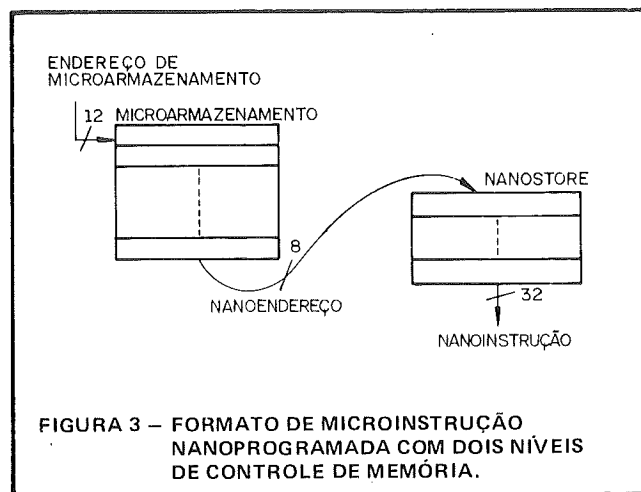 ENDEREÇO DE
MICROARMAZENAMENTO
12
MICROARMAZENAMENTO
NANOSTORE
8
NANOENDEREÇO
32
NANOINSTRUÇÃO
FIGURA 3 – FORMATO DE MICROINSTRUÇÃO
NANOPROGRAMADA COM DOIS NÍVEIS
DE CONTROLE DE MEMÓRIA.